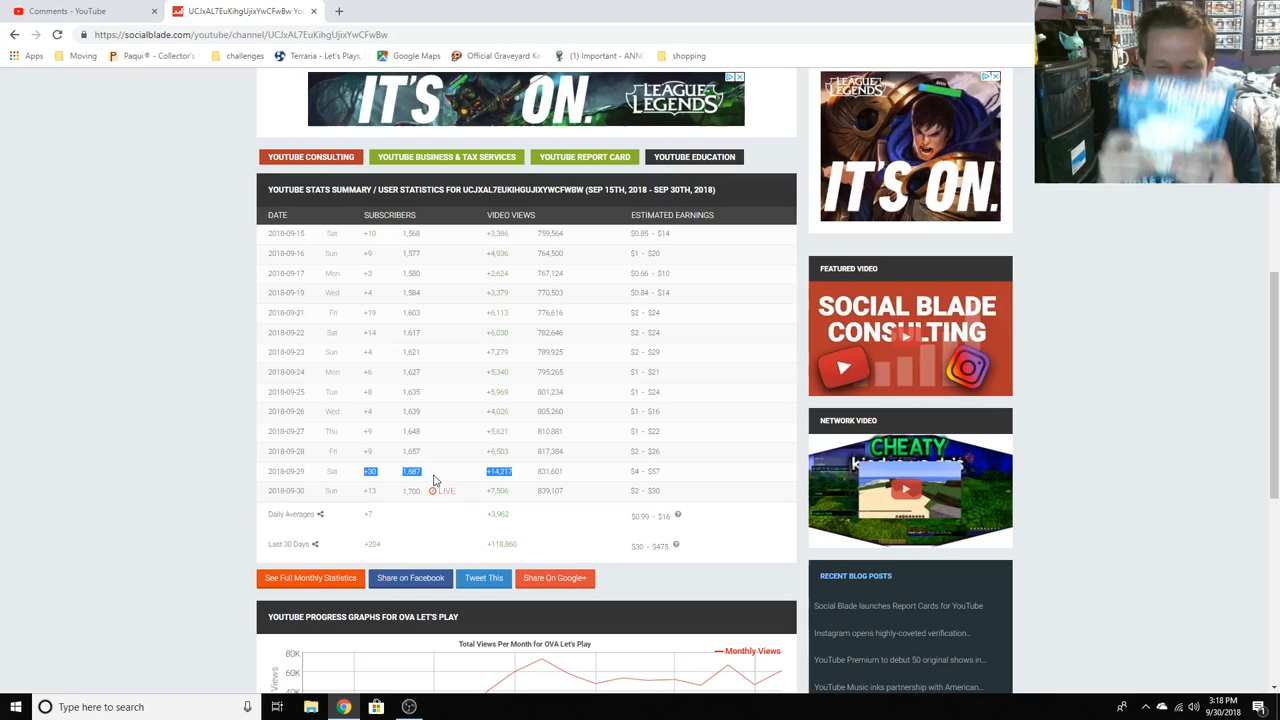 Comments - YouTube
UCJxAL7EuKihgUjixYwCFwBw Yo
https://socialblade.com/youtube/channel/UCJxAL7EuKihgUjixYwCFwBw
Apps Moving Paqui® - Collector's challenges Terraria - Let's Play Google Maps Official Graveyard Ke (1) Important - ANN shopping
IT'S ON.
LEAGUE of LEGENDS
LEAGUE of LEGENDS
IT'S ON.
YOUTUBE CONSULTING YOUTUBE BUSINESS & TAX SERVICES YOUTUBE REPORT CARD YOUTUBE EDUCATION
YOUTUBE STATS SUMMARY / USER STATISTICS FOR UCJXAL7EUKIHGUJIXYWCFWBW (SEP 15TH, 2018 - SEP 30TH, 2018)
DATE SUBSCRIBERS VIDEO VIEWS ESTIMATED EARNINGS
2018-09-15 Sat +10 1,568 +3,386 759,564 $0.85 - $14
2018-09-16 Sun +9 1,577 +4,936 764,500 $1 - $20
2018-09-17 Mon +3 1,580 +2,624 767,124 $0.66 - $10
2018-09-19 Wed +4 1,584 +3,379 770,503 $0.84 - $14
2018-09-21 Fri +19 1,603 +6,113 776,616 $2 - $24
2018-09-22 Sat +14 1,617 +6,030 782,646 $2 - $24
2018-09-23 Sun +4 1,621 +7,279 789,925 $2 - $29
2018-09-24 Mon +6 1,627 +5,340 795,265 $1 - $21
2018-09-25 Tue +8 1,635 +5,969 801,234 $1 - $24
2018-09-26 Wed +4 1,639 +4,026 805,260 $1 - $16
2018-09-27 Thu +9 1,648 +5,621 810,881 $1 - $22
2018-09-28 Fri +9 1,657 +6,503 817,384 $2 - $26
2018-09-29 Sat +30 1,687 +14,217 831,601 $4 - $57
2018-09-30 Sun +13 1,700 LIVE +7,506 839,107 $2 - $30
Daily Averages +7 +3,962 $0.99 - $16
Last 30 Days +204 +118,860 $30 - $475
See Full Monthly Statistics Share on Facebook Tweet This Share On Google+
YOUTUBE PROGRESS GRAPHS FOR OVA LET'S PLAY
Total Views Per Month for OVA Let's Play
Monthly Views
80K
60K
Views
FEATURED VIDEO
SOCIAL BLADE
CONSULTING
NETWORK VIDEO
CHEATY
RECENT BLOG POSTS
Social Blade launches Report Cards for YouTube
Instagram opens highly-coveted verification...
YouTube Premium to debut 50 original shows in...
YouTube Music inks partnership with American...
Type here to search
3:18 PM
9/30/2018